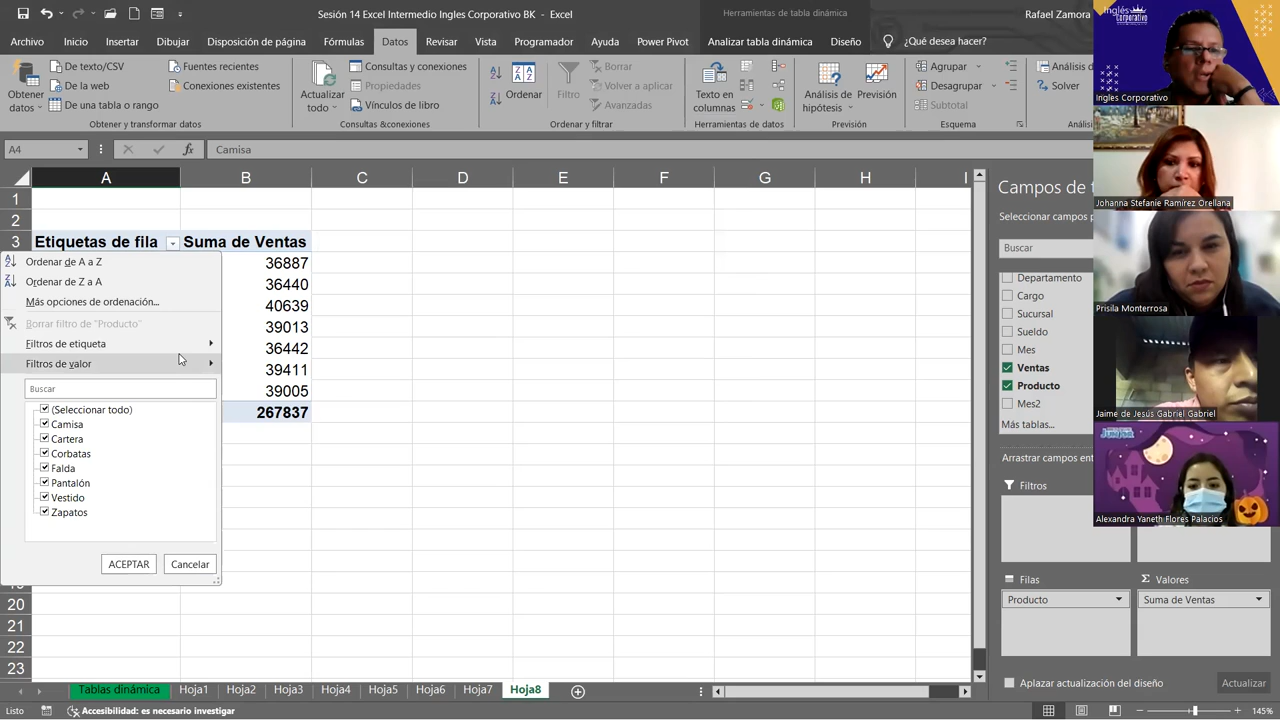 Sesión 14 Excel Intermedio Ingles Corporativo BK - Excel
Herramientas de tabla dinámica
Rafael Zamora
Archivo Inicio Insertar Dibujar Disposición de página Fórmulas Datos Revisar Vista Programador Ayuda Power Pivot Analizar tabla dinámica Diseño ¿Qué desea hacer?
Obtener datos
De texto/CSV
De la web
De una tabla o rango
Fuentes recientes
Conexiones existentes
Obtener y transformar datos
Actualizar todo
Consultas y conexiones
Propiedades
Vínculos de libro
Consultas &conexiones
Ordenar
Filtro
Borrar
Volver a aplicar
Avanzadas
Ordenar y filtrar
Texto en columnas
Herramientas de datos
Análisis de hipótesis
Previsión
Previsión
Agrupar
Desagrupar
Subtotal
Esquema
Análisis d
Solver
Anális
A4
fx
Camisa
A B C D E F G H I
1
2
3 Etiquetas de fila Suma de Ventas
36887
36440
40639
39013
36442
39411
39005
267837
20
21
22
23
Ordenar de A a Z
Ordenar de Z a A
Más opciones de ordenación...
Borrar filtro de "Producto"
Filtros de etiqueta
Filtros de valor
Buscar
(Seleccionar todo)
Camisa
Cartera
Corbatas
Falda
Pantalón
Vestido
Zapatos
ACEPTAR Cancelar
Campos de t
Seleccionar campos p
Buscar
Departamento
Cargo
Sucursal
Sueldo
Mes
Ventas
Producto
Mes2
Más tablas...
Arrastrar campos ent
Filtros
Filas
Σ Valores
Producto
Suma de Ventas
Aplazar actualización del diseño
Actualizar
Tablas dinámica Hoja1 Hoja2 Hoja3 Hoja4 Hoja5 Hoja6 Hoja7 Hoja8
Listo
Accesibilidad: es necesario investigar
145%
Inglés
Corporativo
Ingles Corporativo
Johanna Stefanie Ramírez Orellana
Prisila Monterrosa
Jaime de Jesús Gabriel Gabriel
Alexandra Yaneth Flores Palacios